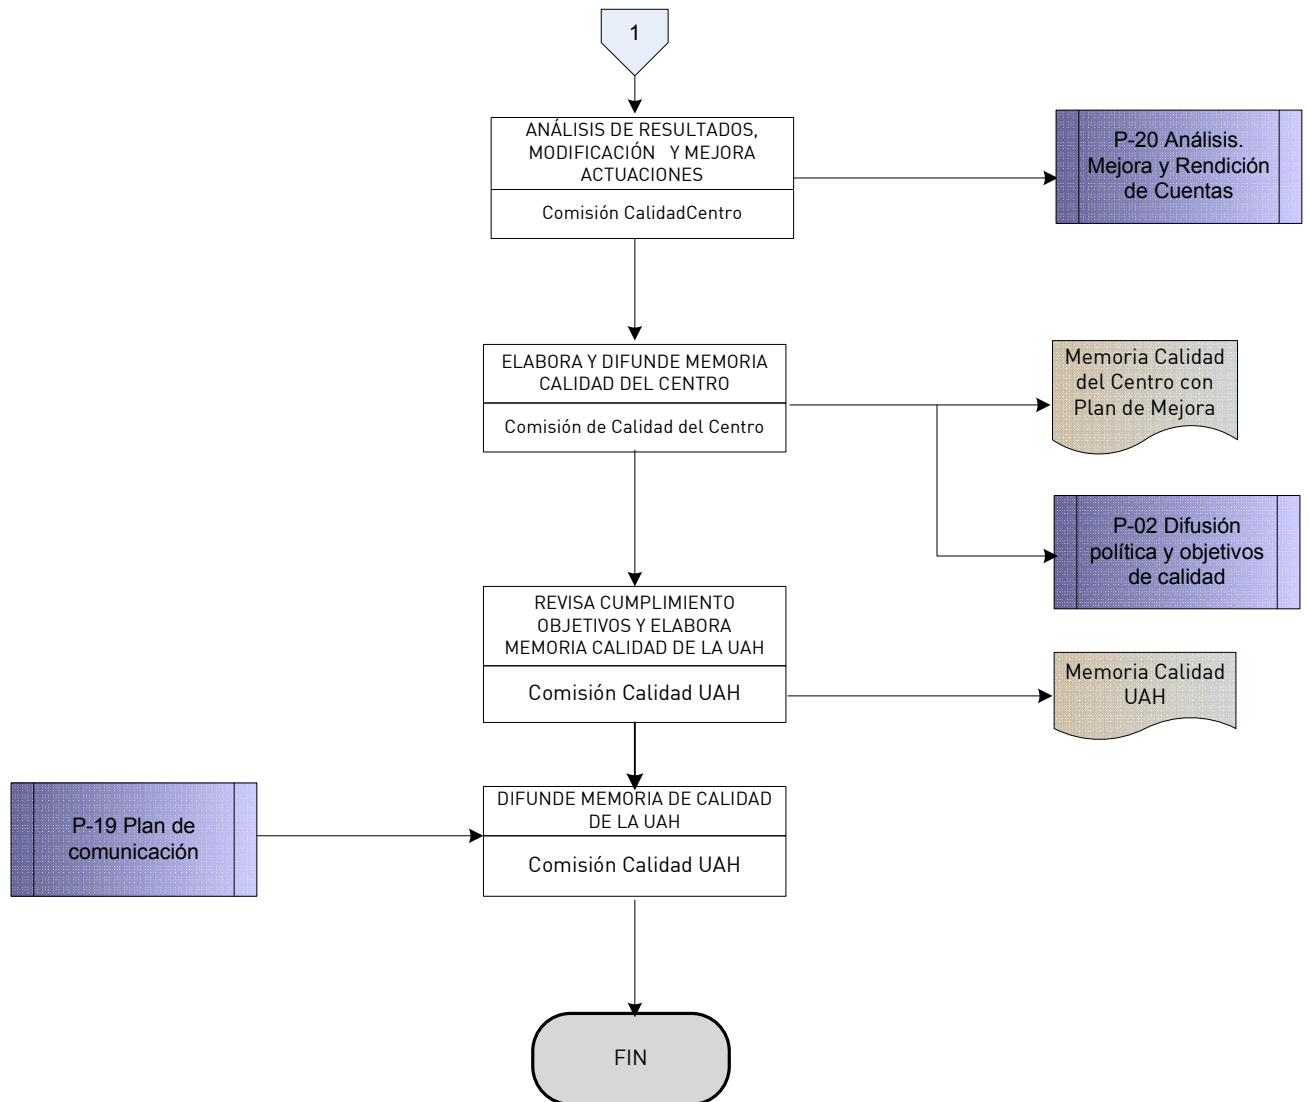 1
ANÁLISIS DE RESULTADOS,
MODIFICACIÓN Y MEJORA
ACTUACIONES
Comisión CalidadCentro
P-20 Análisis.
Mejora y Rendición
de Cuentas
ELABORA Y DIFUNDE MEMORIA
CALIDAD DEL CENTRO
Comisión de Calidad del Centro
Memoria Calidad
del Centro con
Plan de Mejora
P-02 Difusión
política y objetivos
de calidad
REVISA CUMPLIMIENTO
OBJETIVOS Y ELABORA
MEMORIA CALIDAD DE LA UAH
Comisión Calidad UAH
Memoria Calidad
UAH
P-19 Plan de
comunicación
DIFUNDE MEMORIA DE CALIDAD
DE LA UAH
Comisión Calidad UAH
FIN